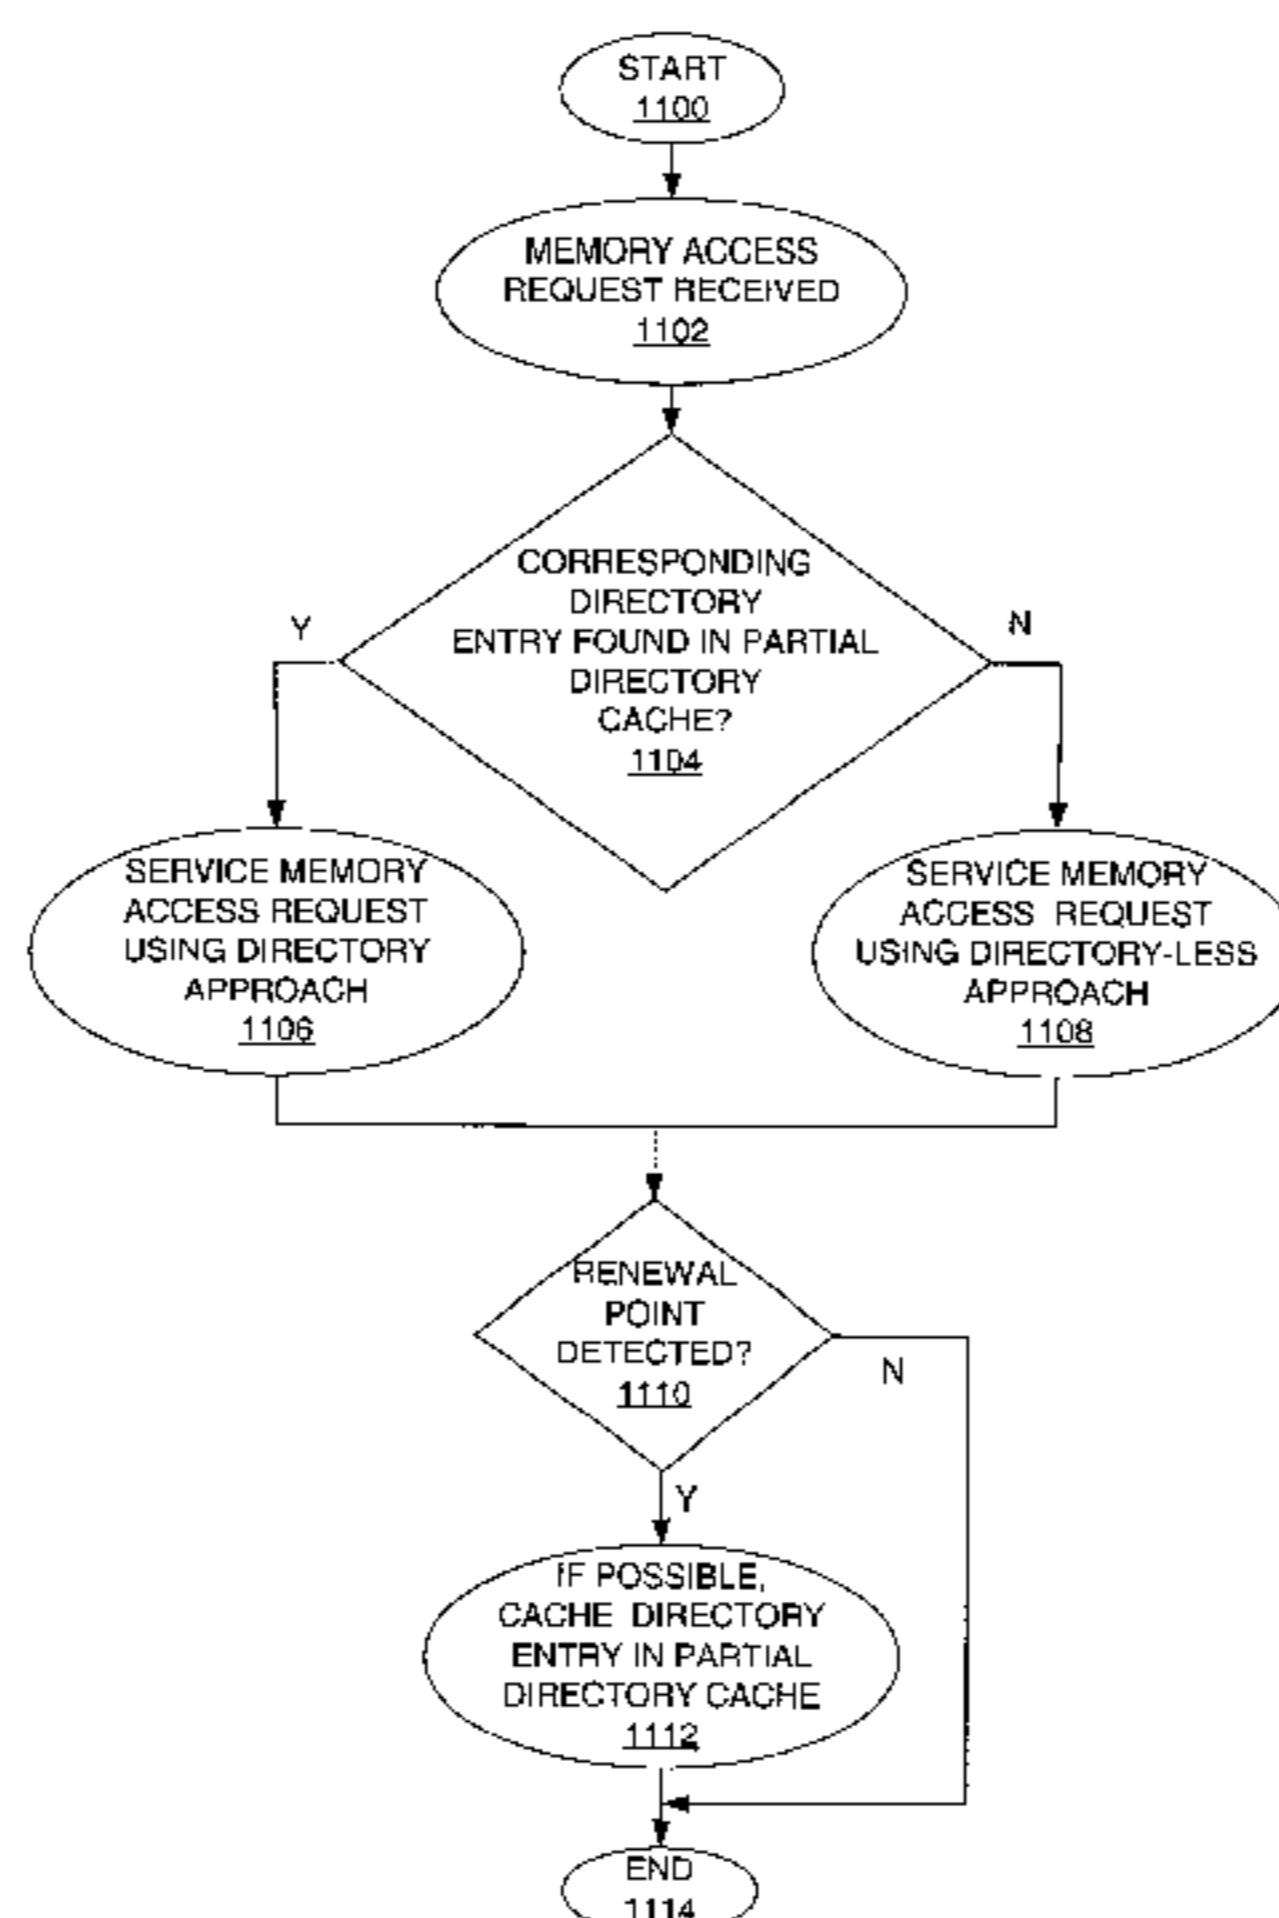 START
1100
MEMORY ACCESS
REQUEST RECEIVED
1102
CORRESPONDING
DIRECTORY
ENTRY FOUND IN PARTIAL
DIRECTORY
CACHE?
1104
Y
N
SERVICE MEMORY
ACCESS REQUEST
USING DIRECTORY
APPROACH
1106
SERVICE MEMORY
ACCESS REQUEST
USING DIRECTORY-LESS
APPROACH
1108
RENEWAL
POINT
DETECTED?
1110
N
Y
IF POSSIBLE,
CACHE DIRECTORY
ENTRY IN PARTIAL
DIRECTORY CACHE
1112
END
1114